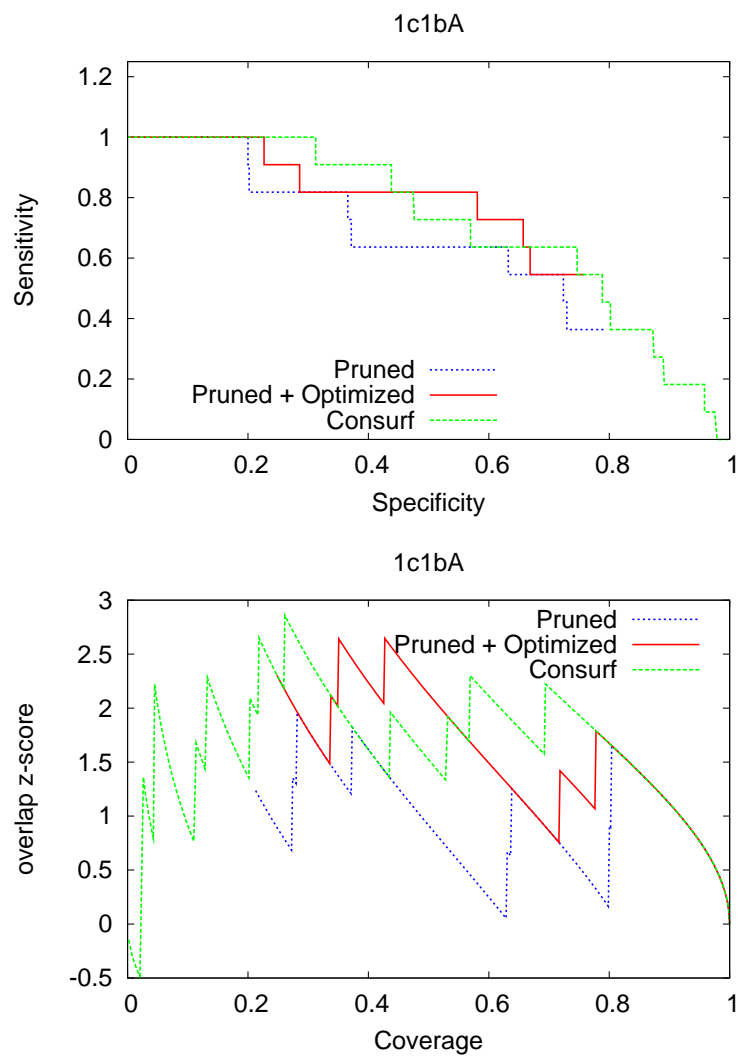 1c1bA
1.2
1
0.8
0.6
0.4
0.2
0
Sensitivity
Pruned
Pruned + Optimized
Consurf
0 0.2 0.4 0.6 0.8 1
Specificity
1c1bA
3
2.5
2
1.5
1
0.5
0
-0.5
overlap z-score
Pruned
Pruned + Optimized
Consurf
0 0.2 0.4 0.6 0.8 1
Coverage